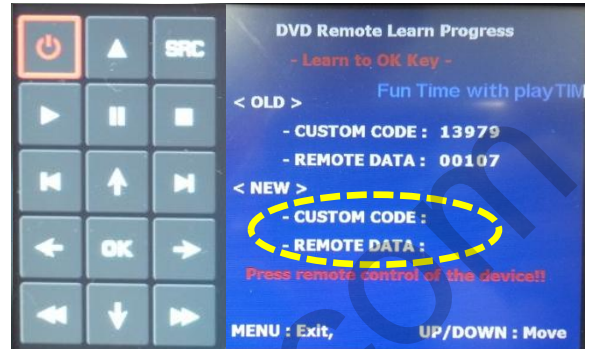 SRC
OK
DVD Remote Learn Progress
- Learn to OK Key -
Fun Time with playTIM
< OLD >
- CUSTOM CODE : 13979
- REMOTE DATA : 00107
< NEW >
- CUSTOM CODE :
- REMOTE DATA :
Press remote control of the device!!
MENU : Exit, UP/DOWN : Move
com